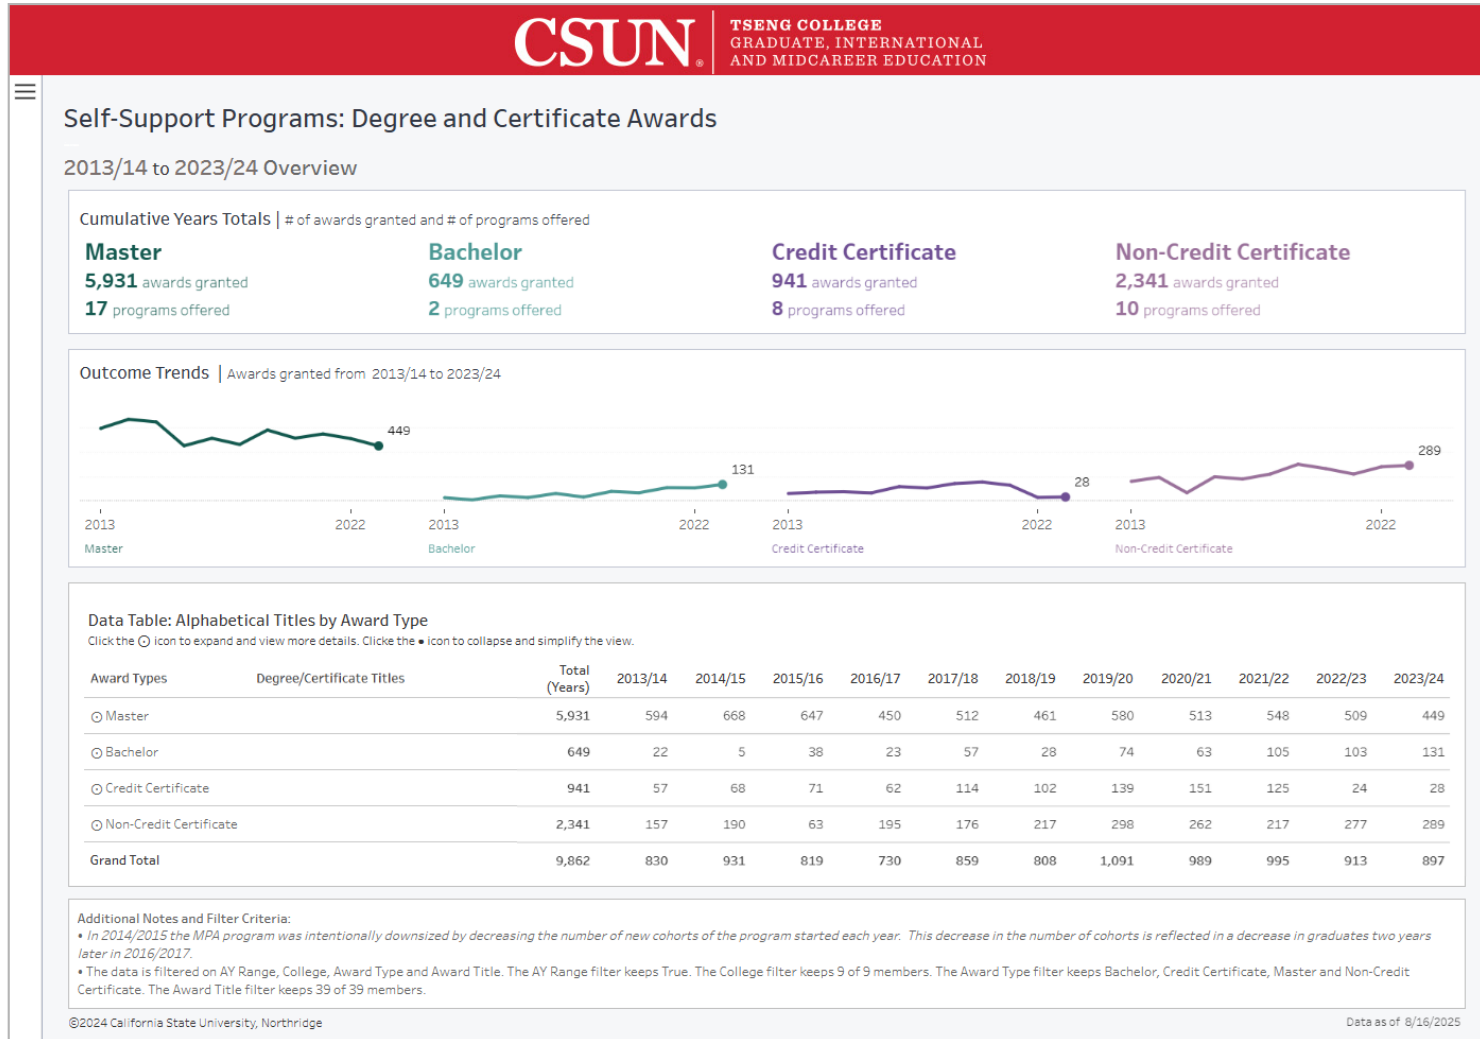 CSUN®
TSENG COLLEGE
GRADUATE, INTERNATIONAL
AND MIDCAREER EDUCATION
Self-Support Programs: Degree and Certificate Awards
2013/14 to 2023/24 Overview
Cumulative Years Totals | # of awards granted and # of programs offered
Master Bachelor Credit Certificate Non-Credit Certificate
5,931 awards granted 649 awards granted 941 awards granted 2,341 awards granted
17 programs offered 2 programs offered 8 programs offered 10 programs offered
Outcome Trends | Awards granted from 2013/14 to 2023/24
449
131
28
289
2013 2022 2013 2022 2013 2022 2013 2022
Master Bachelor Credit Certificate Non-Credit Certificate
Data Table: Alphabetical Titles by Award Type
Click the ⊙ icon to expand and view more details. Clicke the • icon to collapse and simplify the view.
Award Types Degree/Certificate Titles Total (Years) 2013/14 2014/15 2015/16 2016/17 2017/18 2018/19 2019/20 2020/21 2021/22 2022/23 2023/24
⊙ Master 5,931 594 668 647 450 512 461 580 513 548 509 449
⊙ Bachelor 649 22 5 38 23 57 28 74 63 105 103 131
⊙ Credit Certificate 941 57 68 71 62 114 102 139 151 125 24 28
⊙ Non-Credit Certificate 2,341 157 190 63 195 176 217 298 262 217 277 289
Grand Total 9,862 830 931 819 730 859 808 1,091 989 995 913 897
Additional Notes and Filter Criteria:
• In 2014/2015 the MPA program was intentionally downsized by decreasing the number of new cohorts of the program started each year. This decrease in the number of cohorts is reflected in a decrease in graduates two years
later in 2016/2017.
• The data is filtered on AY Range, College, Award Type and Award Title. The AY Range filter keeps True. The College filter keeps 9 of 9 members. The Award Type filter keeps Bachelor, Credit Certificate, Master and Non-Credit
Certificate. The Award Title filter keeps 39 of 39 members.
©2024 California State University, Northridge Data as of 8/16/2025